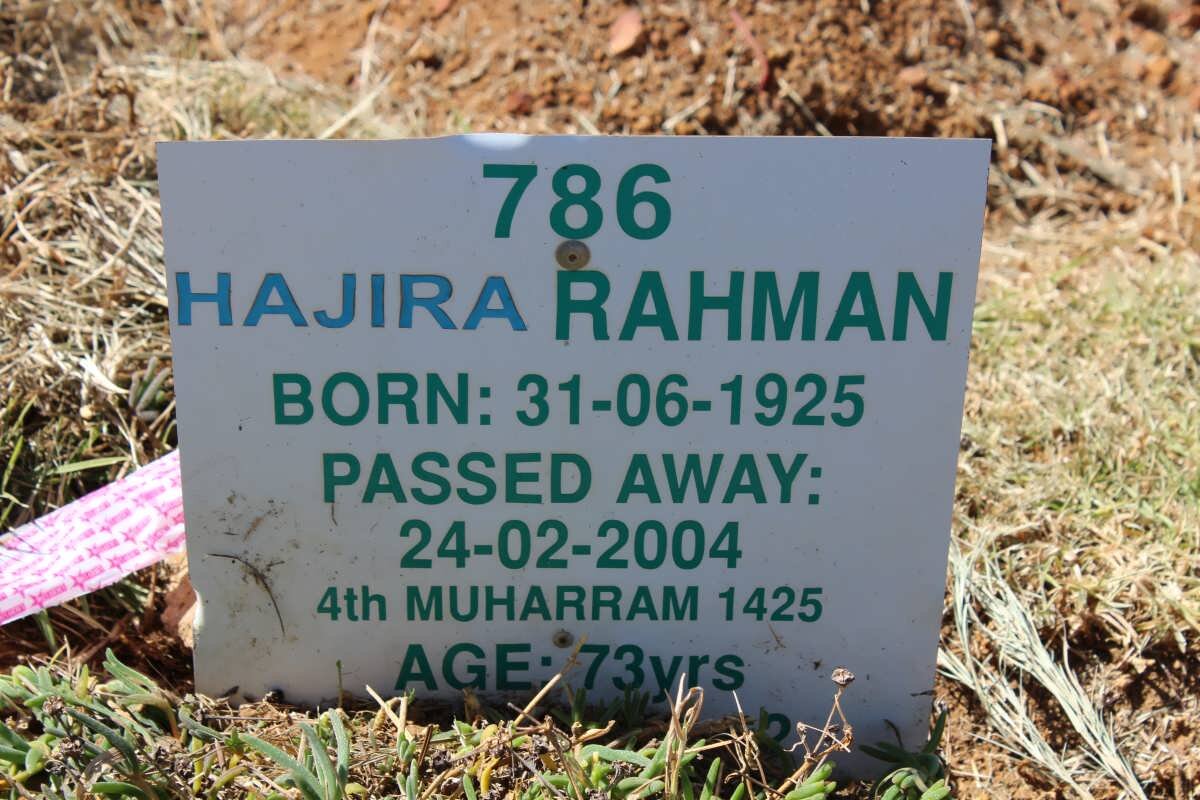 786
HAJIRA RAHMAN
BORN: 31-06-1925
PASSED AWAY:
24-02-2004
4th MUHARRAM 1425
AGE: 73yrs